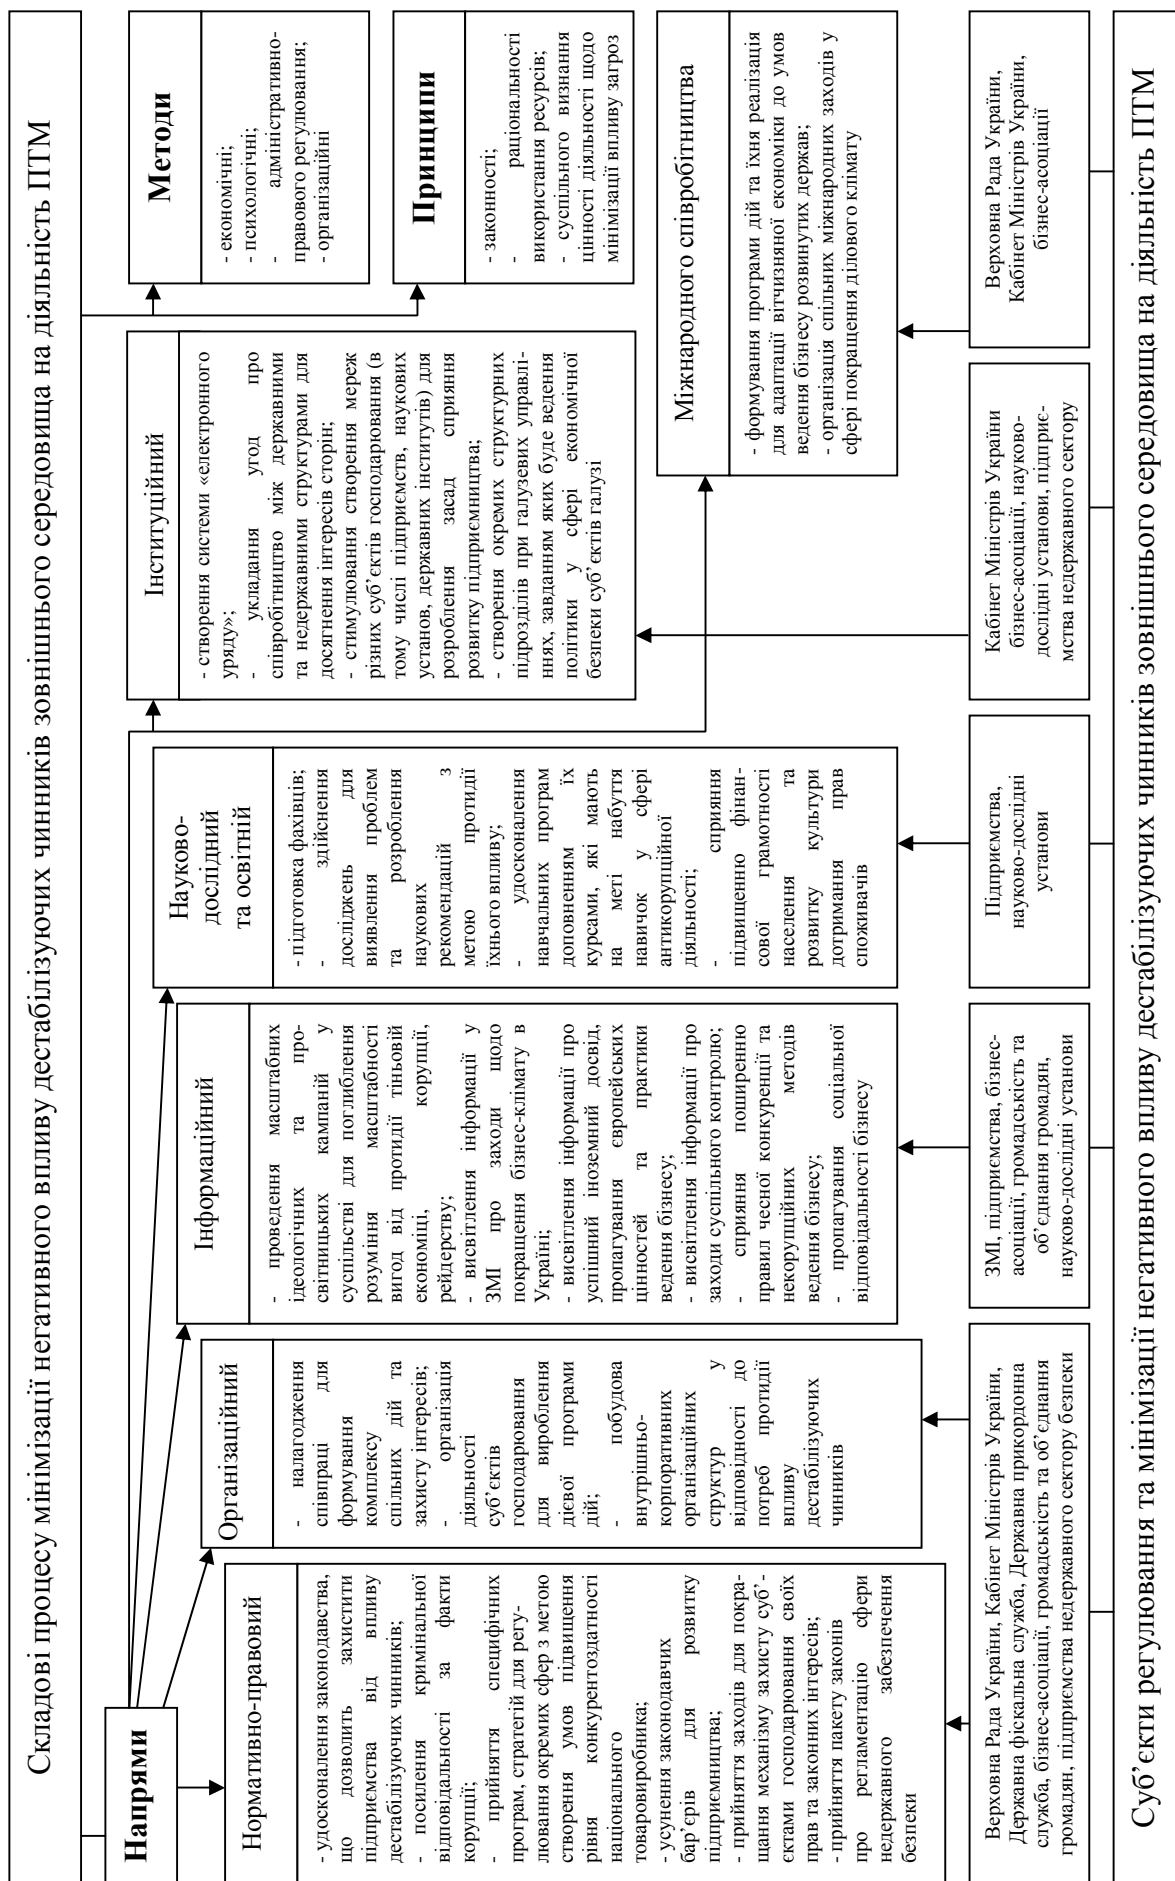 Складові процесу мінімізації негативного впливу дестабілізуючих чинників зовнішнього середовища на діяльність ПТМ
Напрями
Нормативно-правовий
- удосконалення законодавства,
що дозволить захистити
підприємства від впливу
дестабілізуючих чинників;
- посилення кримінальної
відповідальності за факти
корупції;
- прийняття специфічних
програм, стратегій для регу-
лювання окремих сфер з метою
створення умов підвищення
рівня конкурентоздатності
національного
товаровиробника;
- усунення законодавчих
бар’єрів для розвитку
підприємництва;
- прийняття заходів для покра-
щання механізму захисту суб’-
єктами господарювання своїх
прав та законних інтересів;
- прийняття пакету законів
про регламентацію сфери
недержавного забезпечення
безпеки
Організаційний
- налагодження
співпраці для
формування
комплексу
спільних дій та
захисту інтересів;
- організація
діяльності
суб’єктів
господарювання
для вироблення
дієвої програми
дій;
- побудова
внутрішньо-
корпоративних
організаційних
структур у
відповідності до
потреб протидії
впливу
дестабілізуючих
чинників
Інформаційний
- проведення масштабних
ідеологічних та про-
світницьких кампаній у
суспільстві для поглиблення
розуміння масштабності
вигод від протидії тіньовій
економіці, корупції,
рейдерству;
- висвітлення інформації у
ЗМІ про заходи щодо
покращення бізнес-клімату в
Україні;
- висвітлення інформації про
успішний іноземний досвід,
пропагування європейських
цінностей та практики
ведення бізнесу;
- висвітлення інформації про
заходи суспільного контролю;
- сприяння поширенню
правил чесної конкуренції та
некорупційних методів
ведення бізнесу;
- пропагування соціальної
відповідальності бізнесу
Науково-
дослідний
та освітній
- підготовка фахівців;
- здійснення
досліджень для
виявлення проблем
та розроблення
наукових
рекомендацій з
метою протидії
їхнього впливу;
- удосконалення
навчальних програм
доповненням їх
курсами, які мають
на меті набуття
навичок у сфері
антикорупційної
діяльності;
- сприяння
підвищенню фінан-
сової грамотності
населення та
розвитку культури
дотримання прав
споживачів
Інституційний
- створення системи «електронного
уряду»;
- укладання угод про
співробітництво між державними
та недержавними структурами для
досягнення інтересів сторін;
- стимулювання створення мереж
різних суб’єктів господарювання (в
тому числі підприємств, наукових
установ, державних інститутів) для
розроблення засад сприяння
розвитку підприємництва;
- створення окремих структурних
підрозділів при галузевих управлі-
ннях, завданням яких буде ведення
політики у сфері економічної
безпеки суб’єктів галузі
Міжнародного співробітництва
- формування програми дій та їхня реалізація
для адаптації вітчизняної економіки до умов
ведення бізнесу розвинутих держав;
- організація спільних міжнародних заходів у
сфері покращення ділового клімату
Методи
- економічні;
- психологічні;
- адміністративно-
правового регулювання;
- організаційні
Принципи
- законності;
- раціональності
використання ресурсів;
- суспільного визнання
цінності діяльності щодо
мінімізації впливу загроз
Верховна Рада України, Кабінет Міністрів України,
Державна фіскальна служба, Державна прикордонна
служба, бізнес-асоціації, громадськість та об’єднання
громадян, підприємства недержавного сектору безпеки
ЗМІ, підприємства, бізнес-
асоціації, громадськість та
об’єднання громадян,
науково-дослідні установи
Підприємства,
науково-дослідні
установи
Кабінет Міністрів України
бізнес-асоціації, науково-
дослідні установи, підприє-
мства недержавного сектору
Верховна Рада України,
Кабінет Міністрів України,
бізнес-асоціації
Суб’єкти регулювання та мінімізації негативного впливу дестабілізуючих чинників зовнішнього середовища на діяльність ПТМ